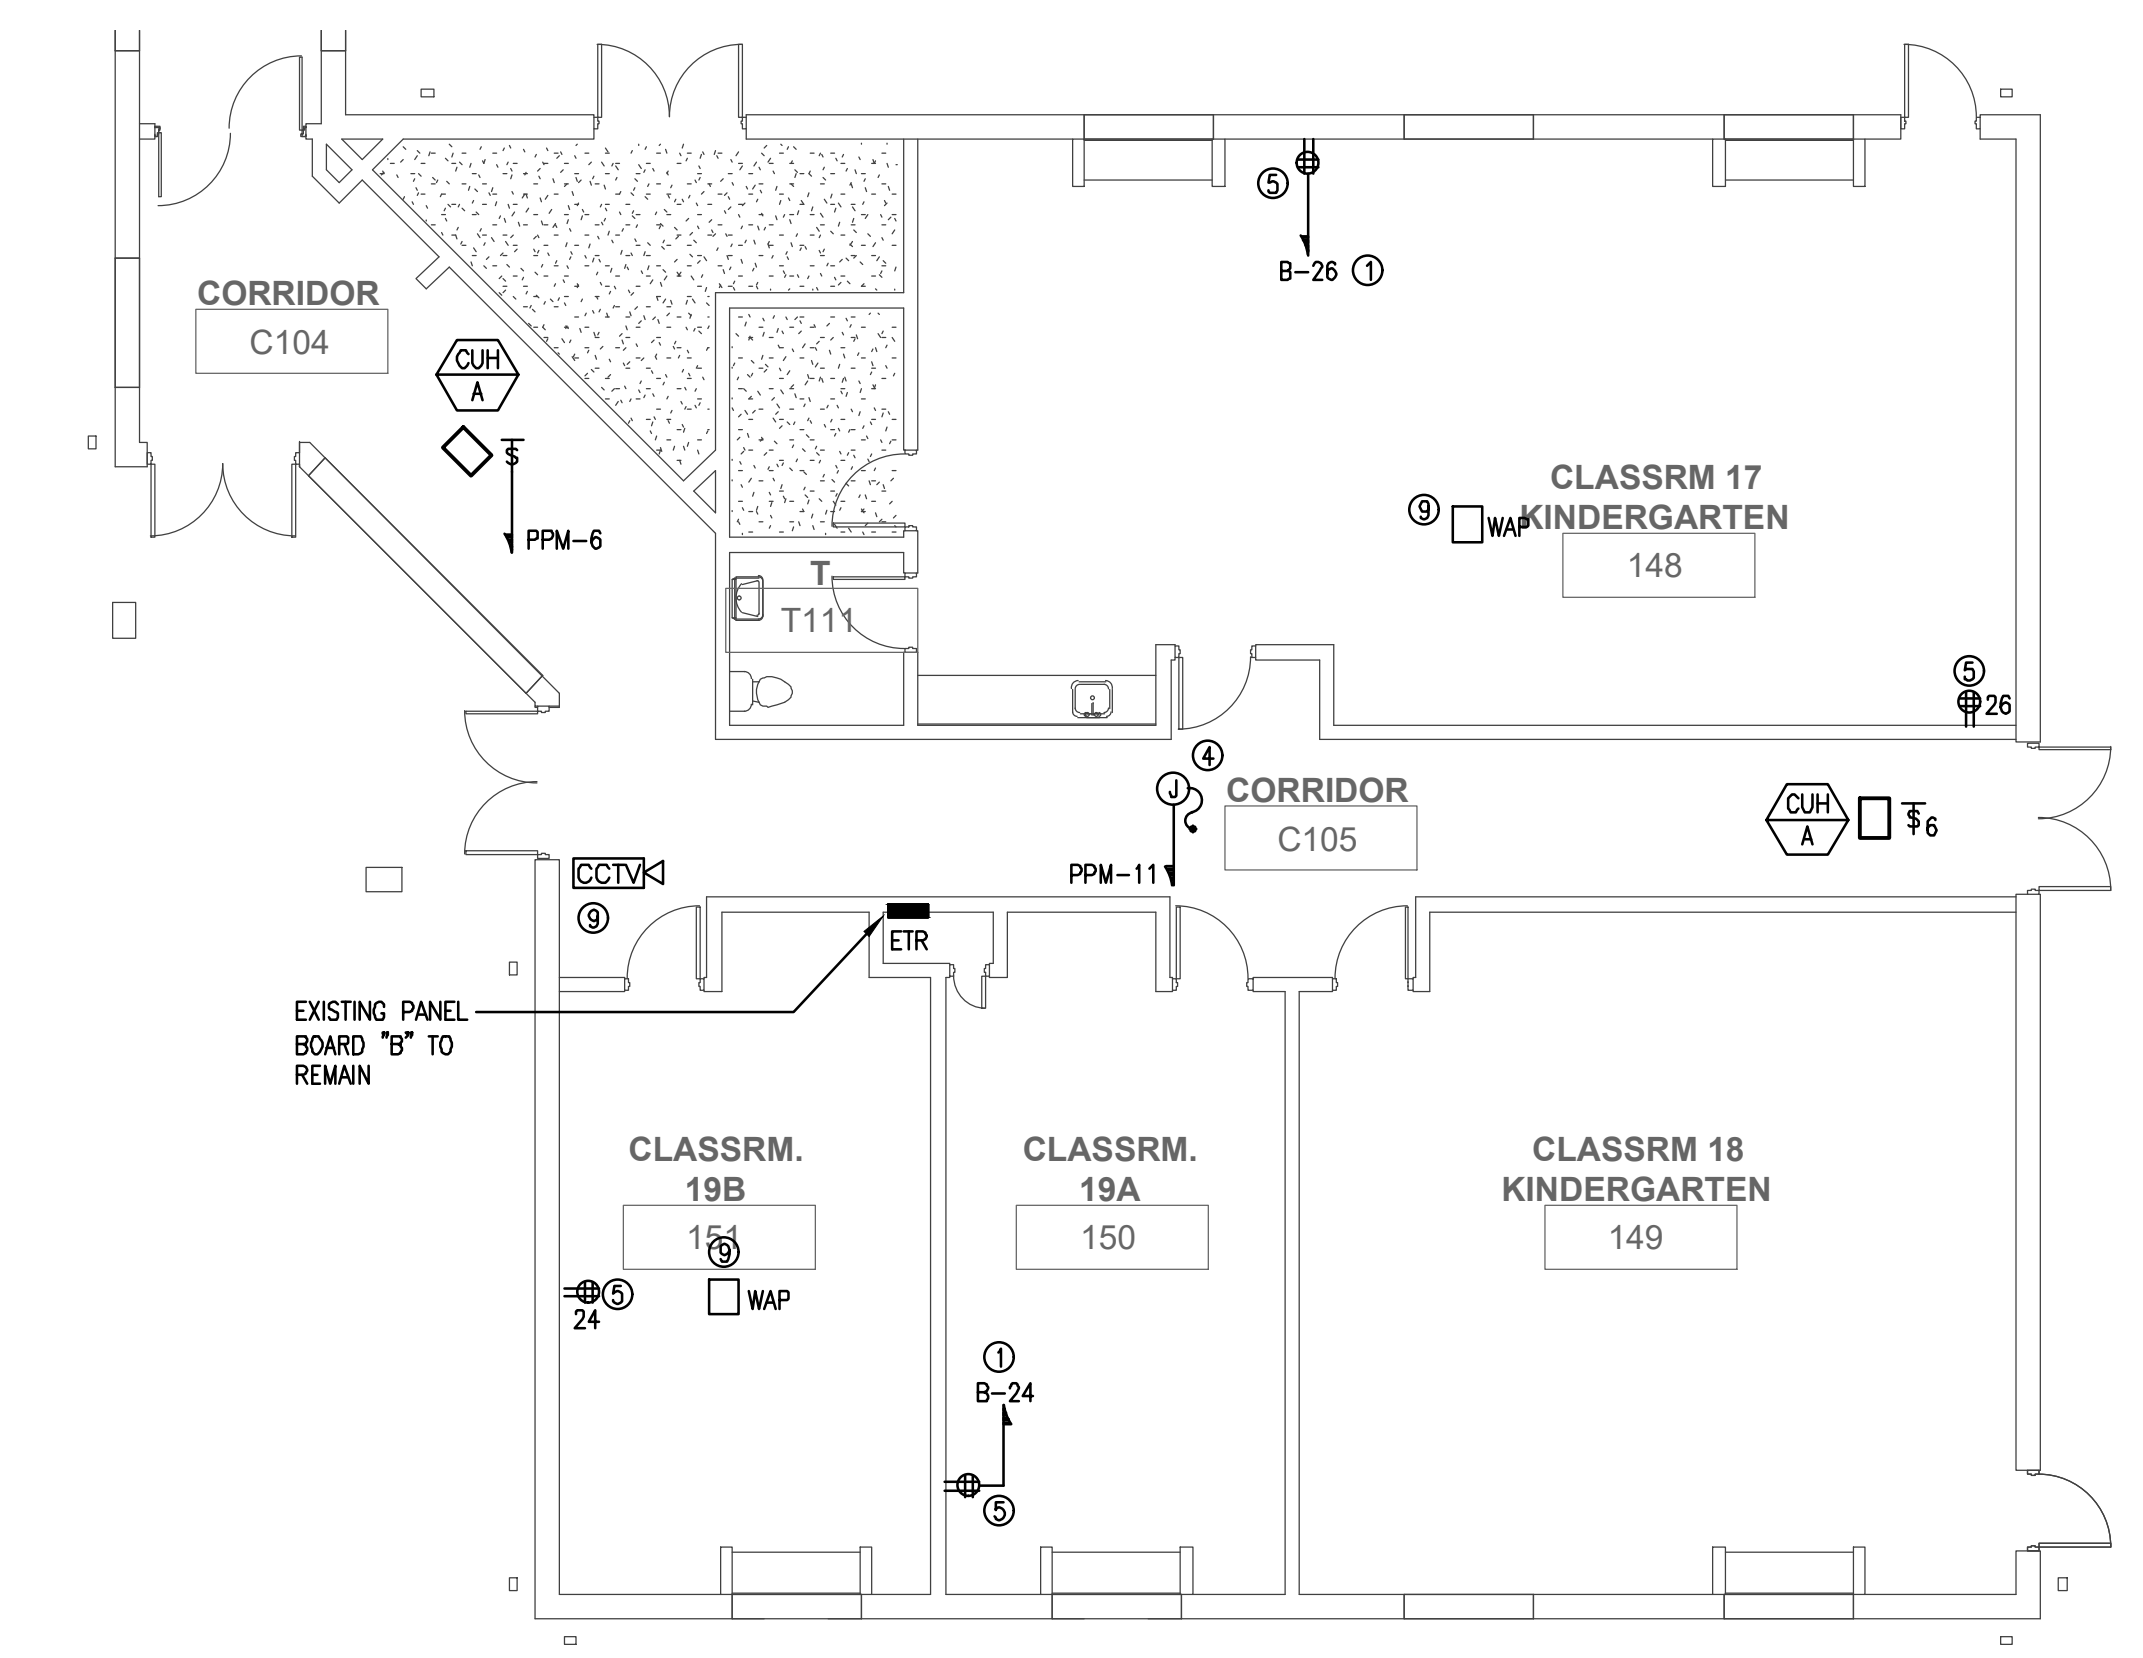 5
B-26 1
CORRIDOR
C104
CUH
A
$
PPM-6
CLASSRM 17
KINDERGARTEN
9
WAP
148
T
T111
5
26
4
J
CORRIDOR
C105
PPM-11
CUH
A
$6
CCTV
9
ETR
EXISTING PANEL
BOARD "B" TO
REMAIN
CLASSRM.
19B
151
9
WAP
5
24
CLASSRM.
19A
150
1
B-24
5
CLASSRM 18
KINDERGARTEN
149